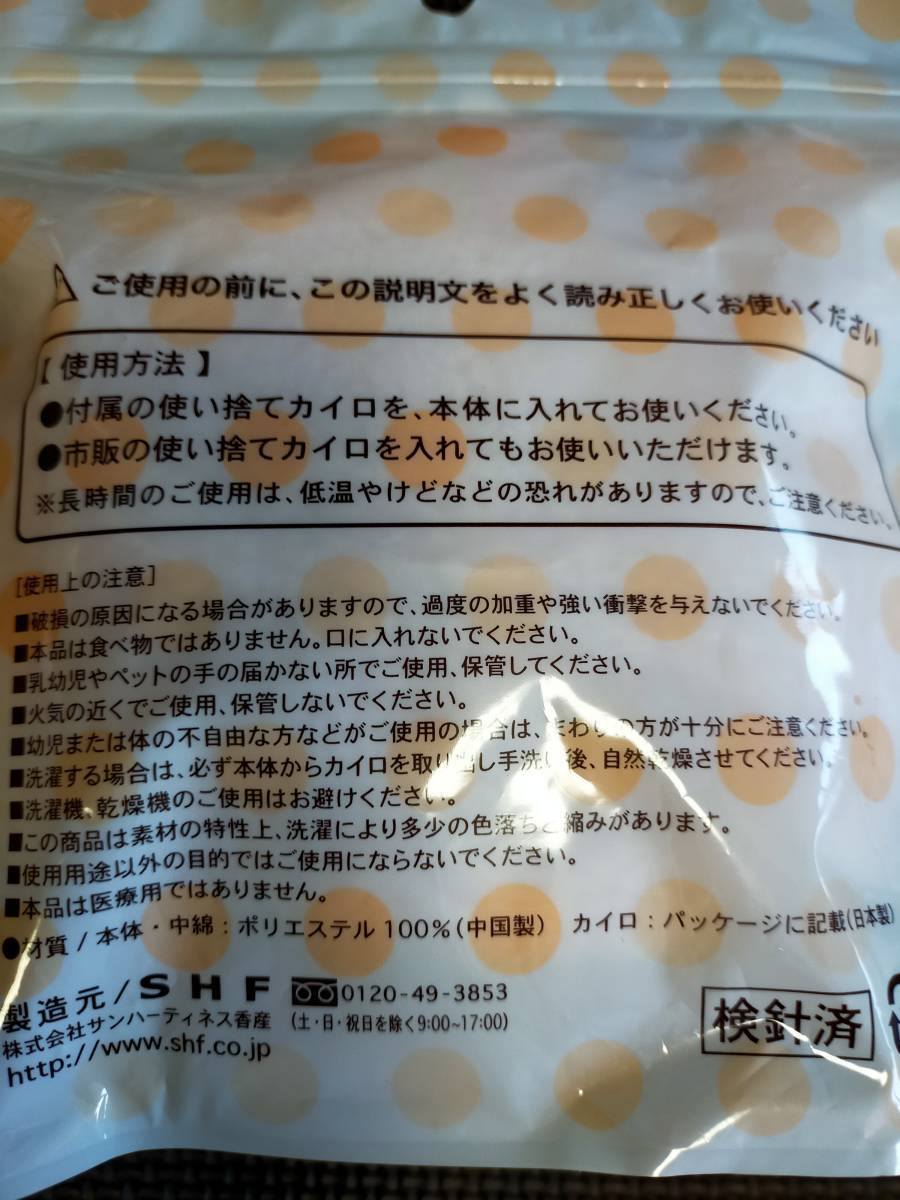 ご使用の前に、この説明文をよく読み正しくお使いください
【 使用方法 】
●付属の使い捨てカイロを、本体に入れてお使いください。
●市販の使い捨てカイロを入れてもお使いいただけます。
※長時間のご使用は、低温やけどなどの恐れがありますので、ご注意ください。
[使用上の注意]
■破損の原因になる場合がありますので、過度の加重や強い衝撃を与えないでください。
■本品は食べ物ではありません。口に入れないでください。
■乳幼児やペットの手の届かない所でご使用、保管してください。
■火気の近くでご使用、保管しないでください。
■幼児または体の不自由な方などがご使用の場合は、まわりの方が十分にご注意ください。
■洗濯する場合は、必ず本体からカイロを取り出し手洗い後、自然乾燥させてください。
■洗濯機、乾燥機のご使用はお避けください。
■この商品は素材の特性上、洗濯により多少の色落ちと縮みがあります。
■使用用途以外の目的ではご使用にならないでください。
■本品は医療用ではありません。
●材質 / 本体・中綿：ポリエステル 100%（中国製） カイロ：パッケージに記載（日本製）
製造元 / SHF 0120-49-3853
株式会社サンハーティネス香産 （土・日・祝日を除く9:00~17:00）
http://www.shf.co.jp
検針済